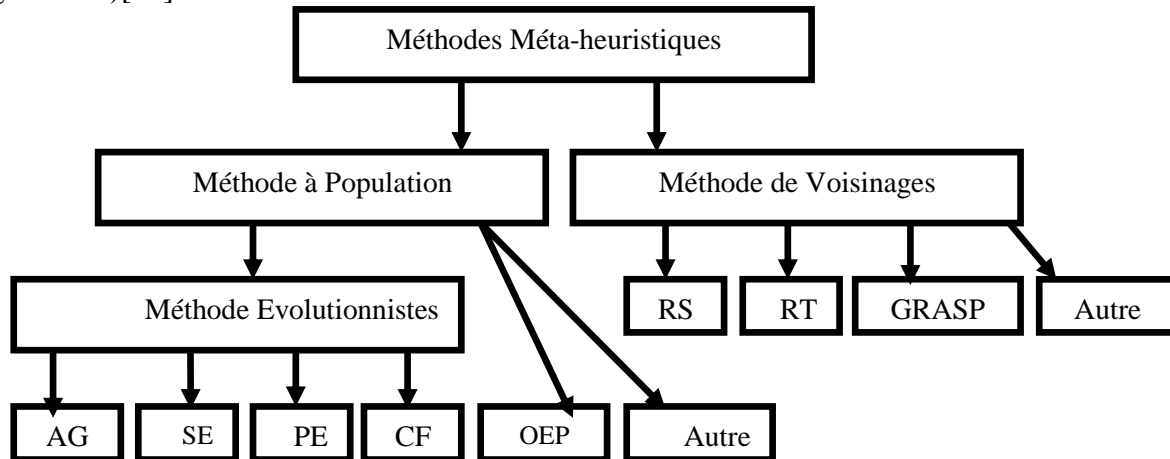 Méthodes Méta-heuristiques
Méthode à Population
Méthode de Voisinages
Méthode Evolutionnistes
RS
RT
GRASP
Autre
AG
SE
PE
CF
OEP
Autre